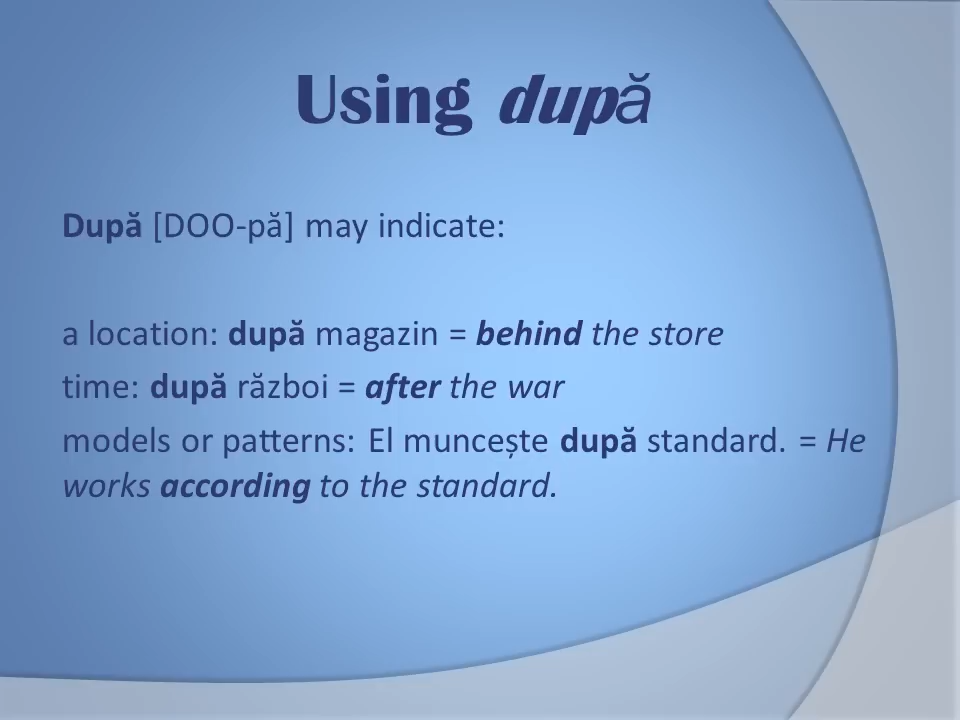 Using după
După [DOO-pă] may indicate:
a location: după magazin = behind the store
time: după război = after the war
models or patterns: El muncește după standard. = He
works according to the standard.